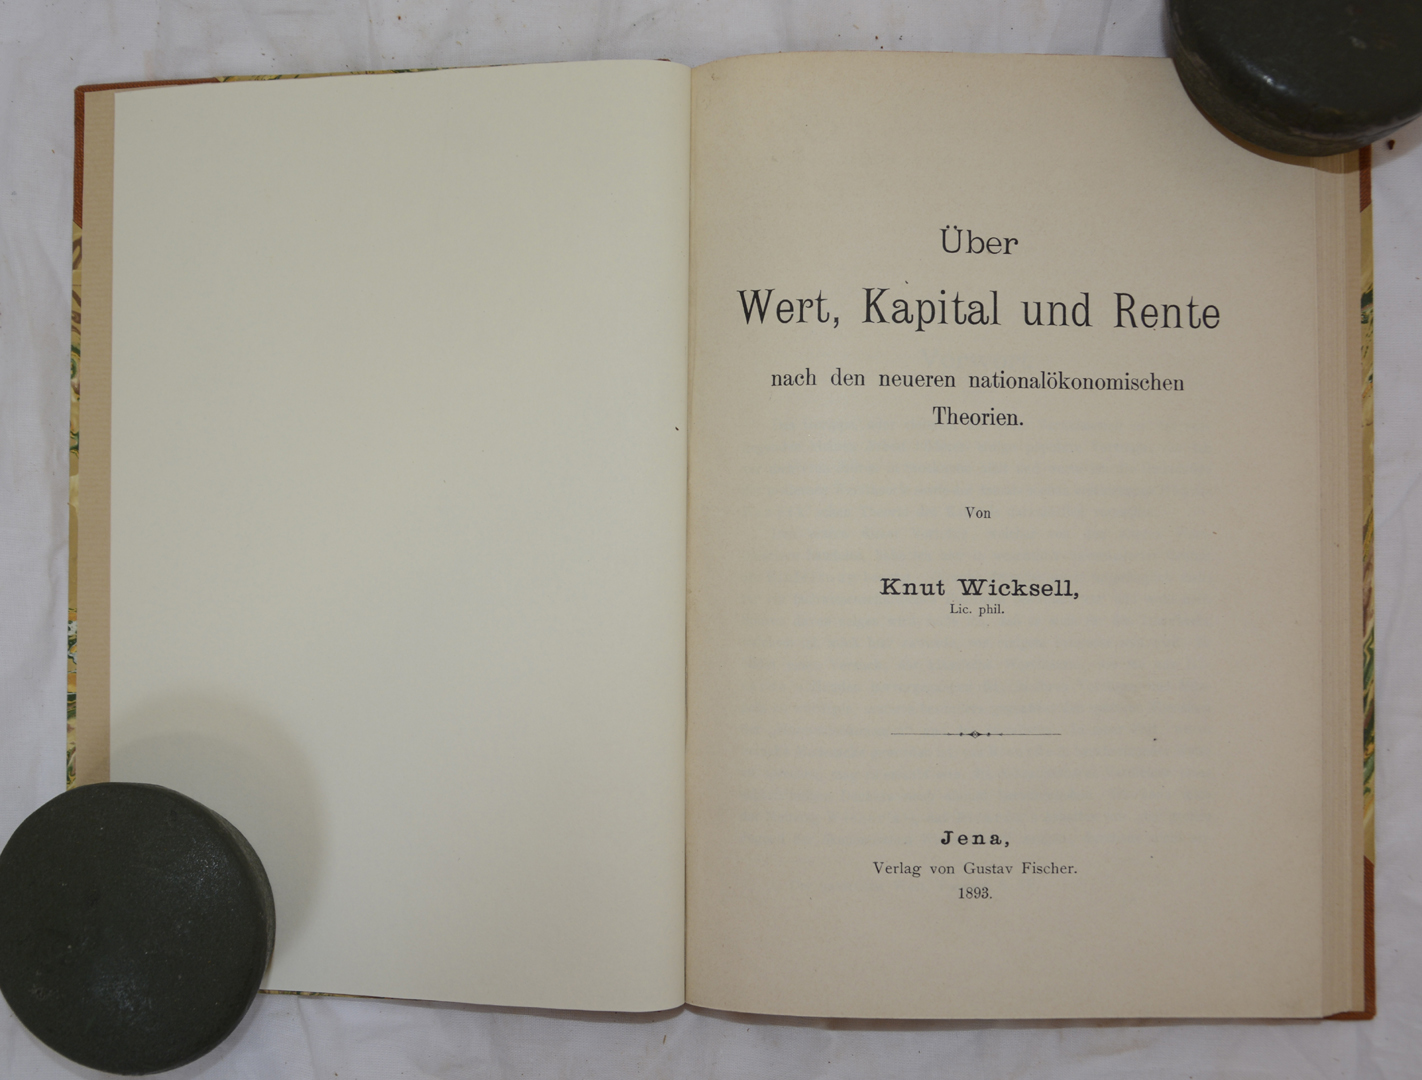 Über
Wert, Kapital und Rente
nach den neueren nationalökonomischen
Theorien.
Von
Knut Wicksell,
Lic. phil.
Jena,
Verlag von Gustav Fischer.
1893.